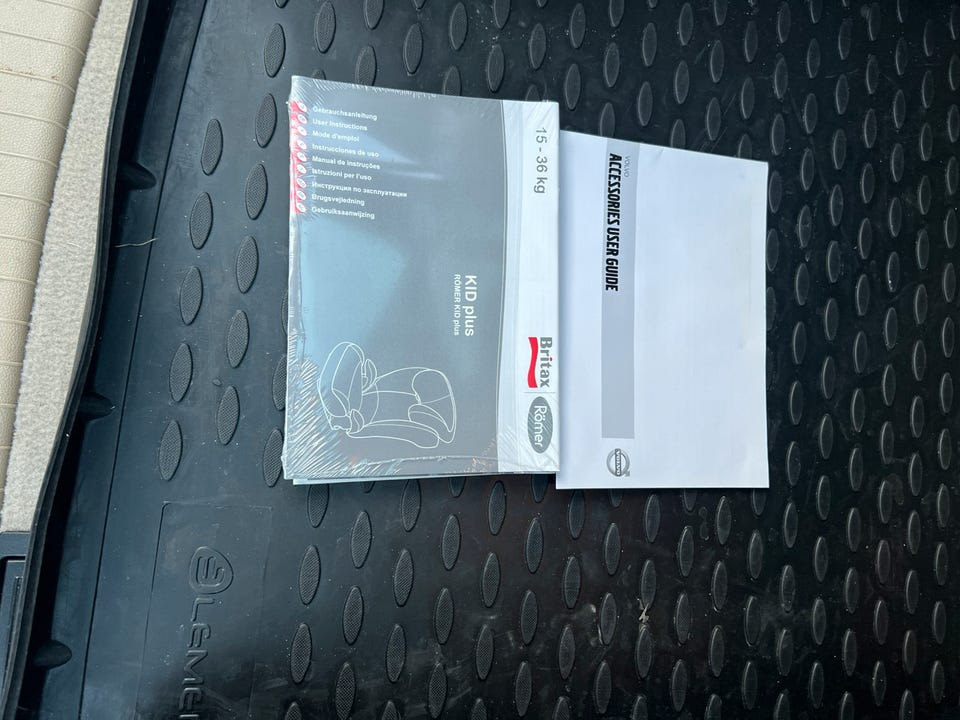 Gebrauchsanleitung
User Instructions
Mode d'emploi
Instrucciones de uso
Manual de instruções
Istruzioni per l'uso
Инструкция по эксплуатации
Brugsvejledning
Gebruiksaanwijzing
15 - 36 kg
KID plus
RÖMER KID plus
Britax
Römer
VOLVO
ACCESSORIES USER GUIDE
VOLVO